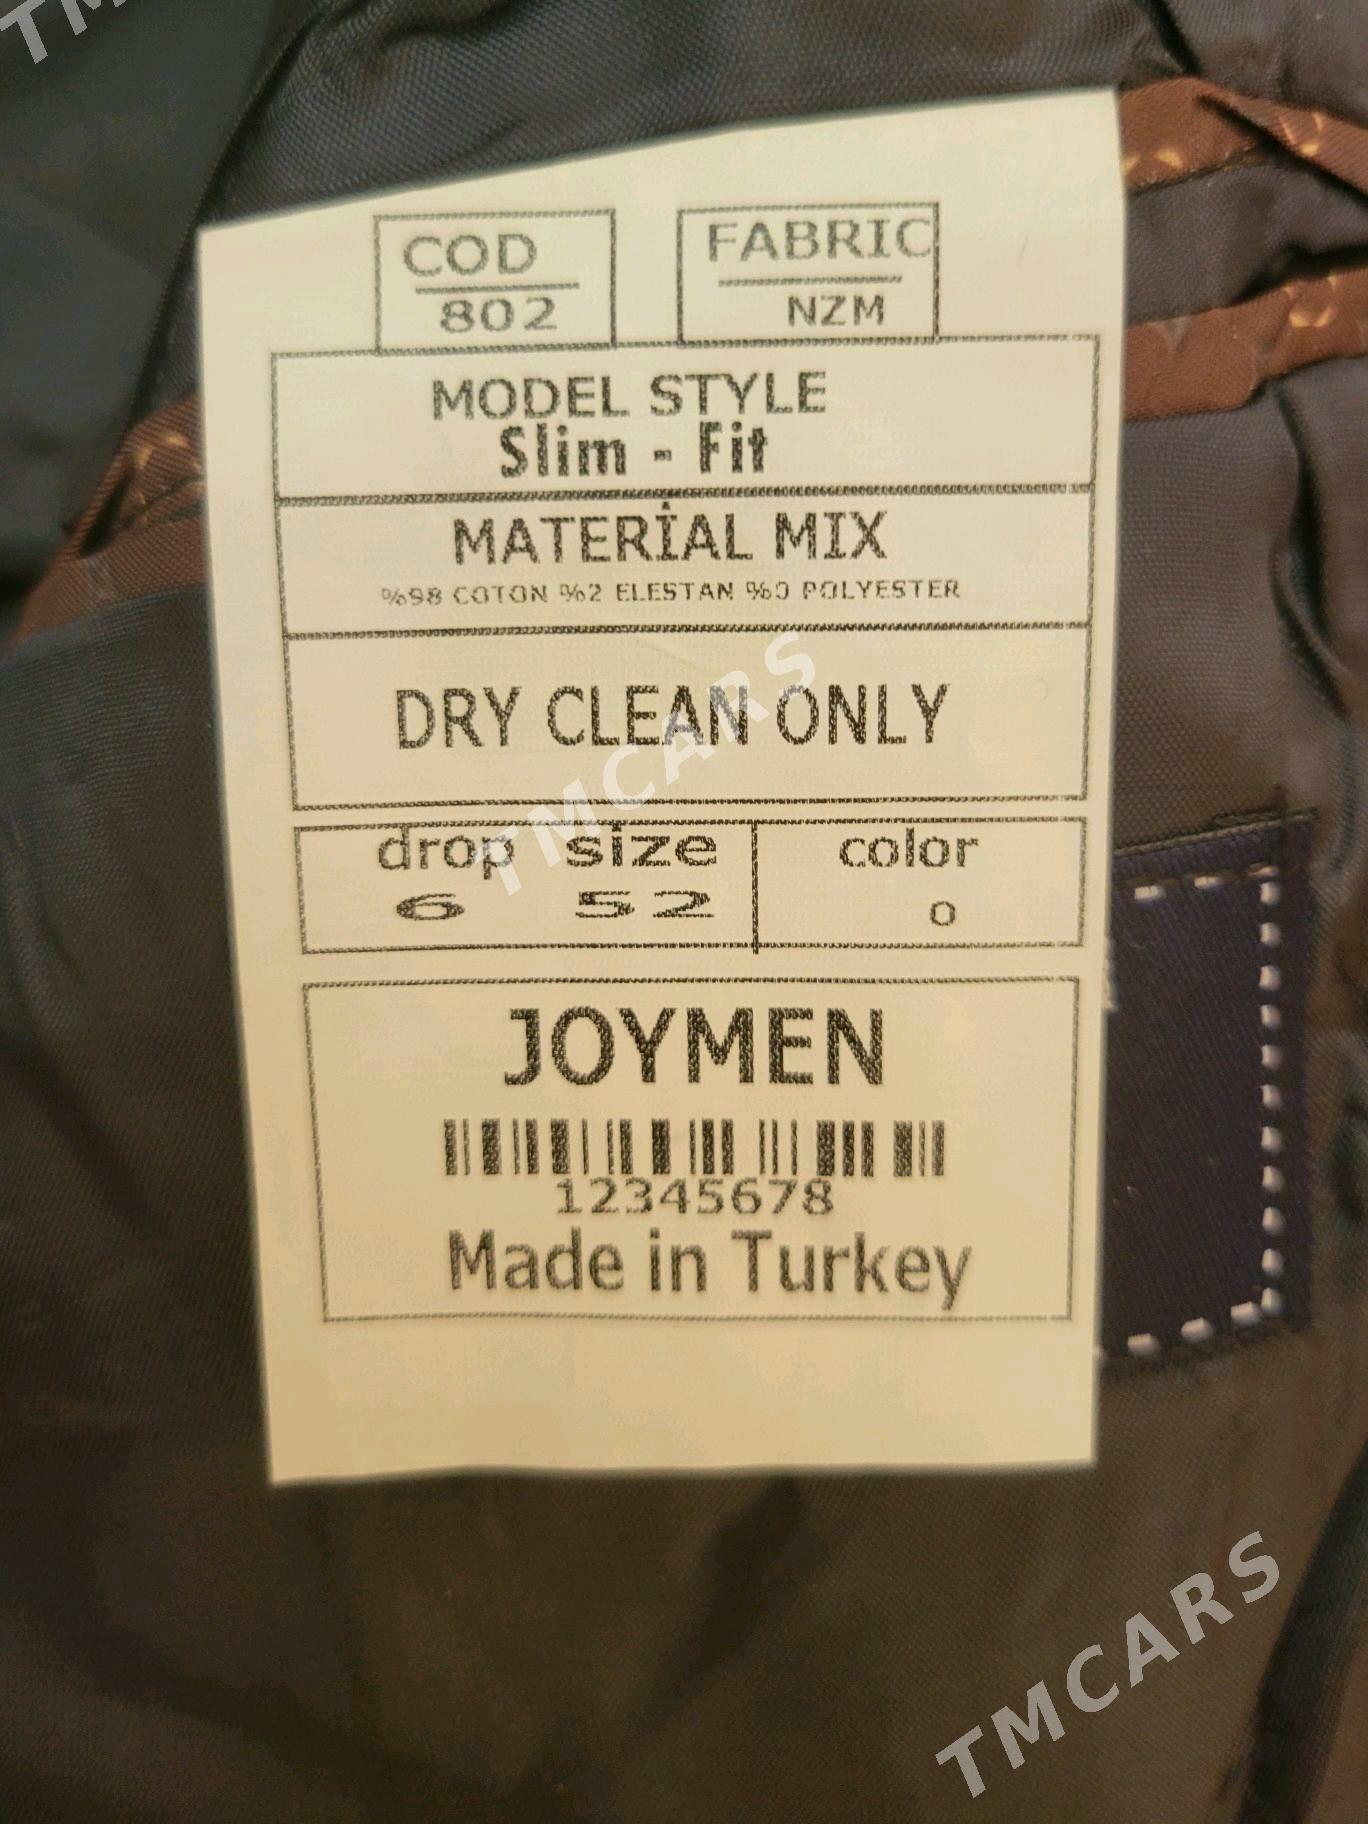 COD
802
FABRIC
NZM
MODEL STYLE
Slim - Fit
MATERİAL MIX
%98 COTON %2 ELESTAN %0 POLYESTER
DRY CLEAN ONLY
drop size color
6 52 0
JOYMEN
12345678
Made in Turkey
TMCARS
TMCARS